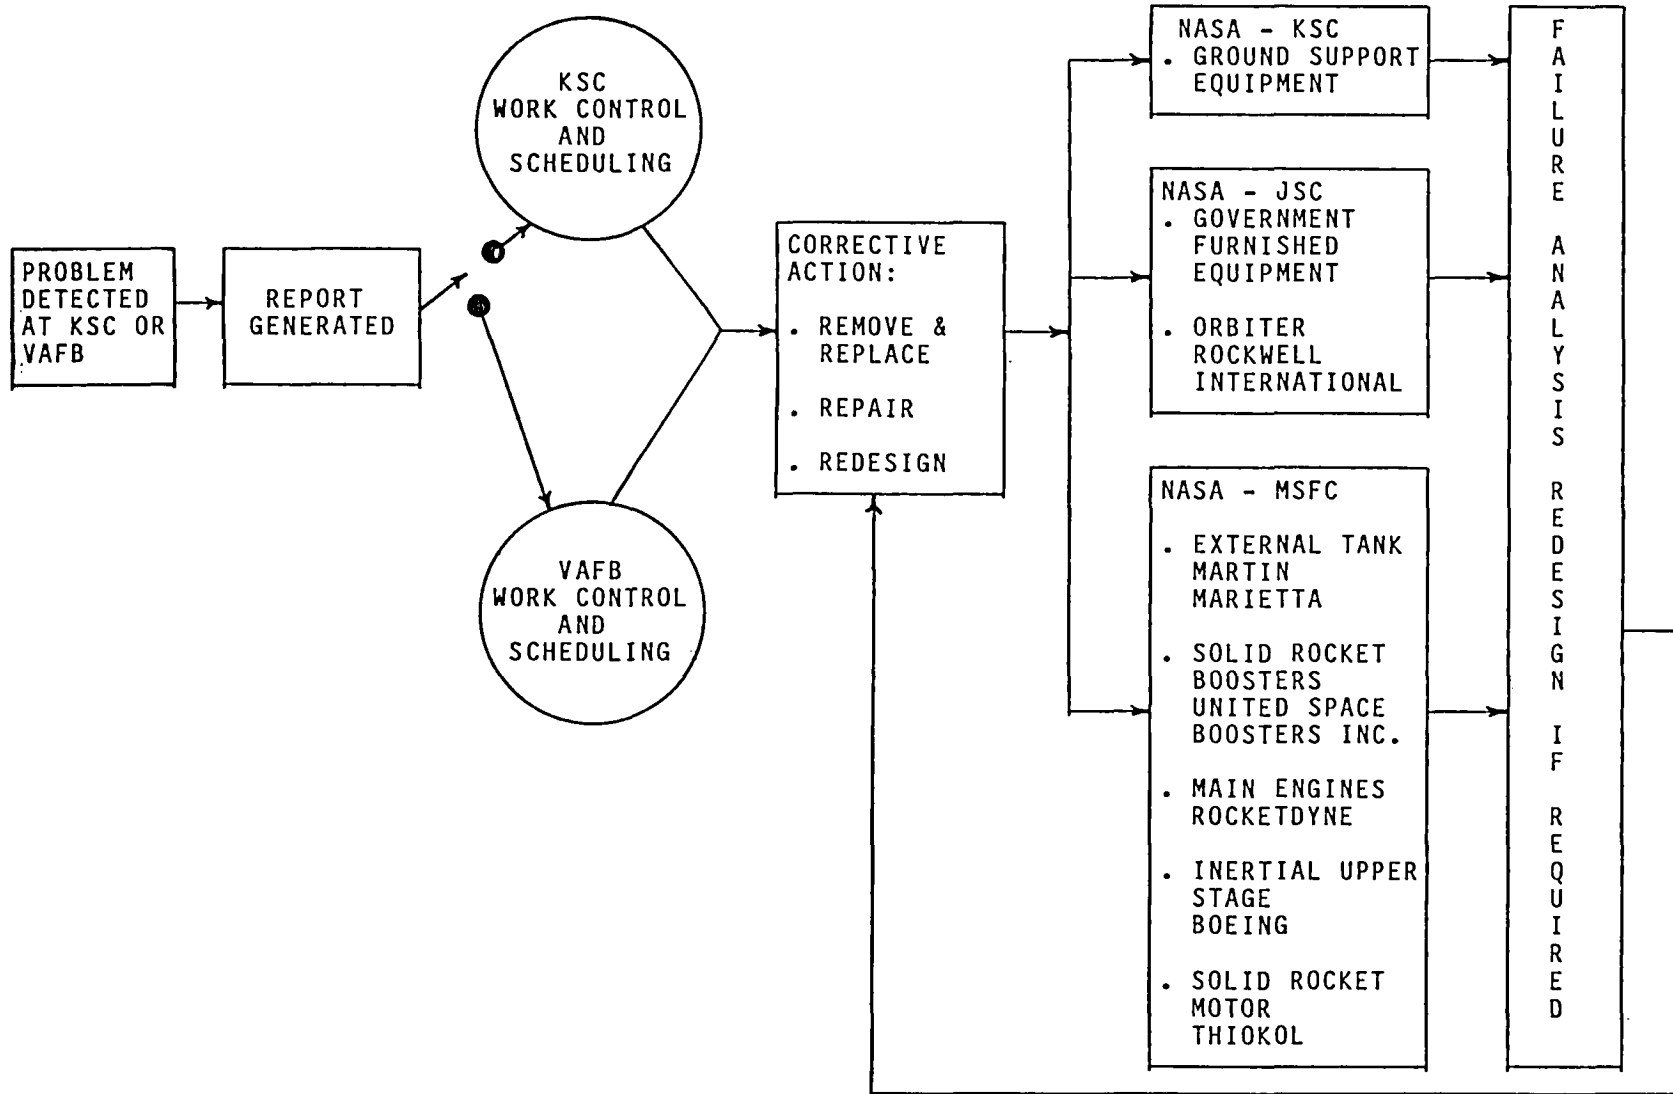 PROBLEM
DETECTED
AT KSC OR
VAFB
REPORT
GENERATED
KSC
WORK CONTROL
AND
SCHEDULING
VAFB
WORK CONTROL
AND
SCHEDULING
CORRECTIVE
ACTION:
. REMOVE &
REPLACE
. REPAIR
. REDESIGN
NASA - KSC
. GROUND SUPPORT
EQUIPMENT
NASA - JSC
. GOVERNMENT
FURNISHED
EQUIPMENT
. ORBITER
ROCKWELL
INTERNATIONAL
NASA - MSFC
. EXTERNAL TANK
MARTIN
MARIETTA
. SOLID ROCKET
BOOSTERS
UNITED SPACE
BOOSTERS INC.
. MAIN ENGINES
ROCKETDYNE
. INERTIAL UPPER
STAGE
BOEING
. SOLID ROCKET
MOTOR
THIOKOL
FAILURE ANALYSIS REDESIGN IF REQUIRED